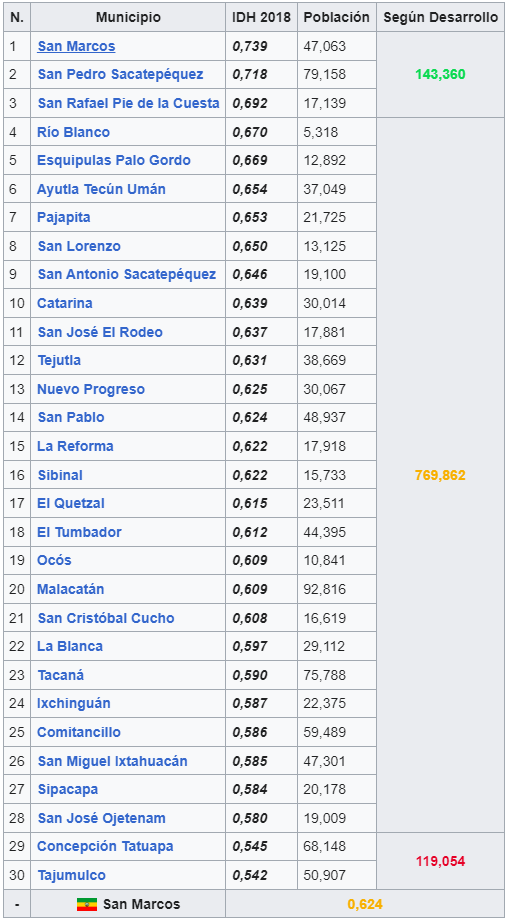 N. Municipio IDH 2018 Población Según Desarrollo
1 San Marcos 0,739 47,063
2 San Pedro Sacatepéquez 0,718 79,158 143,360
3 San Rafael Pie de la Cuesta 0,692 17,139
4 Río Blanco 0,670 5,318
5 Esquipulas Palo Gordo 0,669 12,892
6 Ayutla Tecún Umán 0,654 37,049
7 Pajapita 0,653 21,725
8 San Lorenzo 0,650 13,125
9 San Antonio Sacatepéquez 0,646 19,100
10 Catarina 0,639 30,014
11 San José El Rodeo 0,637 17,881
12 Tejutla 0,631 38,669
13 Nuevo Progreso 0,625 30,067
14 San Pablo 0,624 48,937
15 La Reforma 0,622 17,918
16 Sibinal 0,622 15,733 769,862
17 El Quetzal 0,615 23,511
18 El Tumbador 0,612 44,395
19 Ocós 0,609 10,841
20 Malacatán 0,609 92,816
21 San Cristóbal Cucho 0,608 16,619
22 La Blanca 0,597 29,112
23 Tacaná 0,590 75,788
24 Ixchinguán 0,587 22,375
25 Comitancillo 0,586 59,489
26 San Miguel Ixtahuacán 0,585 47,301
27 Sipacapa 0,584 20,178
28 San José Ojetenam 0,580 19,009
29 Concepción Tatuapa 0,545 68,148
119,054
30 Tajumulco 0,542 50,907
- San Marcos 0,624